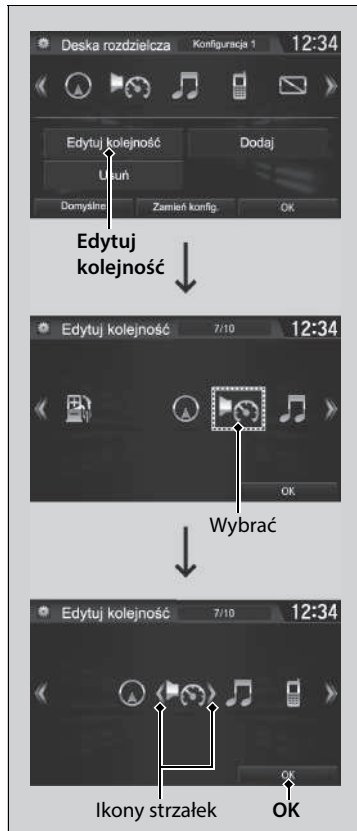 Deska rozdzielcza Konfiguracja 1 12:34
Edytuj kolejność Dodaj
Usuń
Domyślne Zamień konfig. OK
Edytuj
kolejność
Edytuj kolejność 7/10 12:34
OK
Wybrać
Edytuj kolejność 7/10 12:34
OK
Ikony strzałek OK